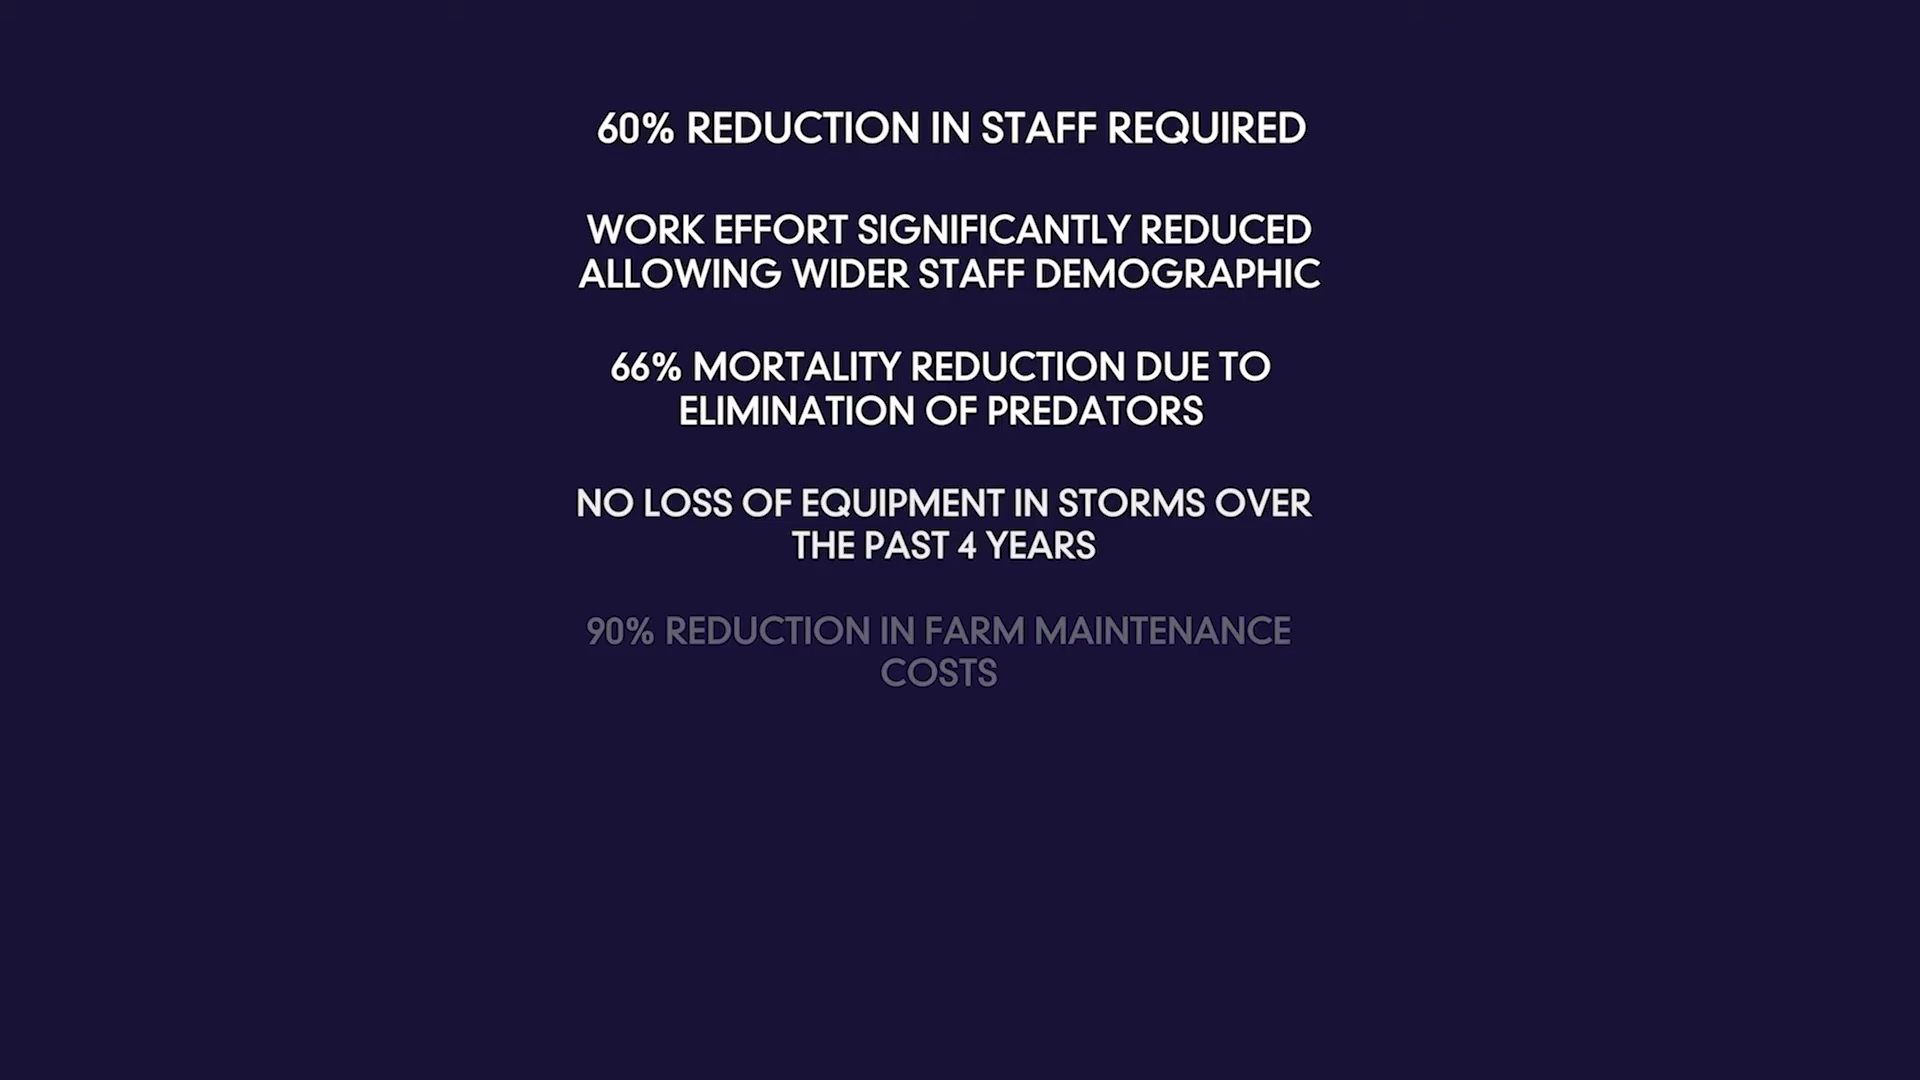 60% REDUCTION IN STAFF REQUIRED
WORK EFFORT SIGNIFICANTLY REDUCED
ALLOWING WIDER STAFF DEMOGRAPHIC
66% MORTALITY REDUCTION DUE TO
ELIMINATION OF PREDATORS
NO LOSS OF EQUIPMENT IN STORMS OVER
THE PAST 4 YEARS
90% REDUCTION IN FARM MAINTENANCE
COSTS